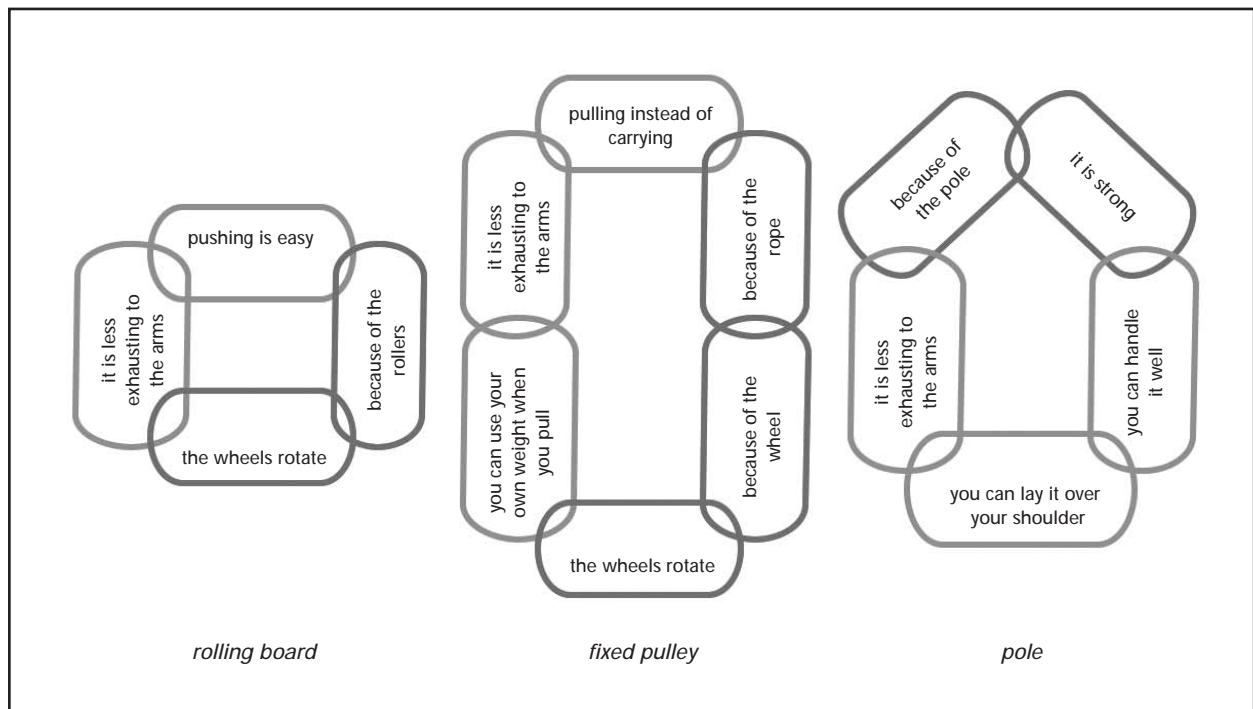 pushing is easy
it is less
exhausting to
the arms
because of the
rollers
the wheels rotate
rolling board
pulling instead of
carrying
it is less
exhausting to
the arms
because of the
rope
you can use your
own weight when
you pull
because of the
wheel
the wheels rotate
fixed pulley
because of
the pole
it is strong
it is less
exhausting to
the arms
you can handle
it well
you can lay it over
your shoulder
pole